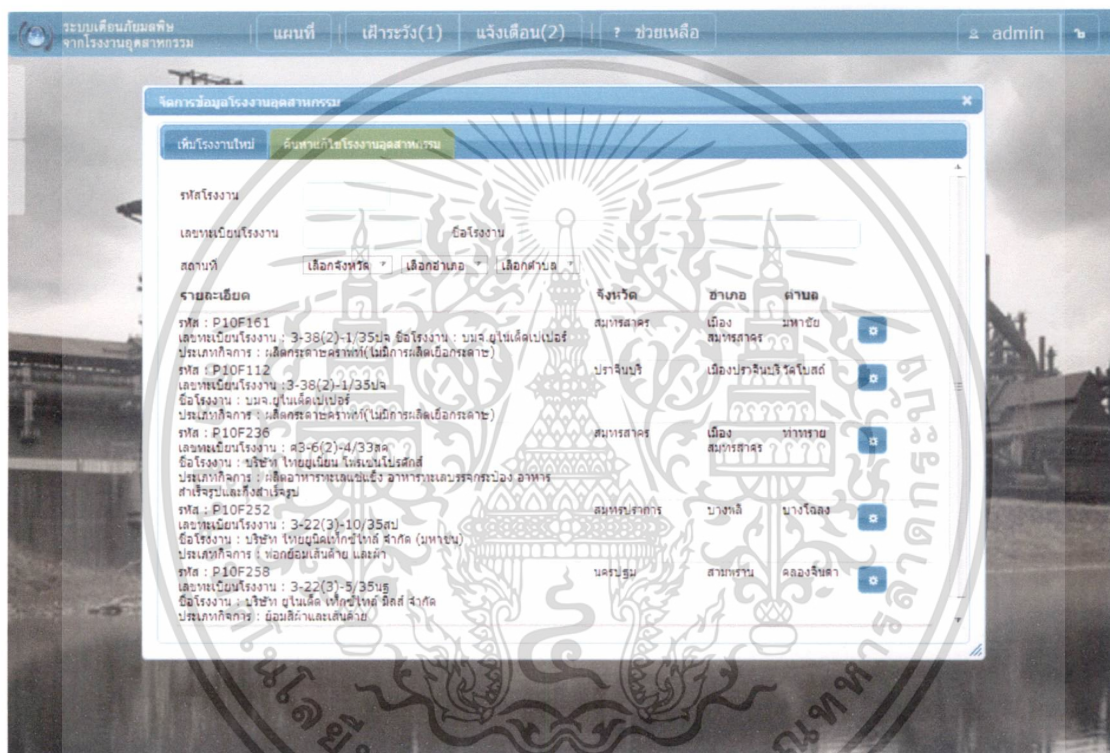 ระบบเตือนภัยมลพิษ
จากโรงงานอุตสาหกรรม
แผนที่
เฝ้าระวัง(1)
แจ้งเตือน(2)
? ช่วยเหลือ
admin
จัดการข้อมูลโรงงานอุตสาหกรรม
เพิ่มโรงงานใหม่
ค้นหาแก้ไขโรงงานอุตสาหกรรม
รหัสโรงงาน
เลขทะเบียนโรงงาน ชื่อโรงงาน
สถานที่ เลือกจังหวัด เลือกอำเภอ เลือกตำบล
รายละเอียด จังหวัด อำเภอ ตำบล
รหัส : P10F161 สมุทรสาคร เมืองสมุทรสาคร มหาชัย
เลขทะเบียนโรงงาน : 3-38(2)-1/35ปจ ชื่อโรงงาน : บมจ.ยูไนเต็ดเปเปอร์
ประเภทกิจการ : ผลิตกระดาษคราฟท์(ไม่มีการผลิตเยื่อกระดาษ)
รหัส : P10F112 ปราจีนบุรี เมืองปราจีนบุรี วัดโบสถ์
เลขทะเบียนโรงงาน :3-38(2)-1/35ปจ
ชื่อโรงงาน : บมจ.ยูไนเต็ดเปเปอร์
ประเภทกิจการ : ผลิตกระดาษคราฟท์(ไม่มีการผลิตเยื่อกระดาษ)
รหัส : P10F236 สมุทรสาคร เมืองสมุทรสาคร ท่าทราย
เลขทะเบียนโรงงาน : ค3-6(2)-4/33สค
ชื่อโรงงาน : บริษัท ไทยยูเนียน โฟรเซ่นโปรดักส์
ประเภทกิจการ : ผลิตอาหารทะเลแช่แข็ง อาหารทะเลบรรจุกระป๋อง อาหาร
สำเร็จรูปและกึ่งสำเร็จรูป
รหัส : P10F252 สมุทรปราการ บางพลี บางโฉลง
เลขทะเบียนโรงงาน : 3-22(3)-10/35สป
ชื่อโรงงาน : บริษัท ไทยยูนิคเท็กซ์ไทล์ จำกัด (มหาชน)
ประเภทกิจการ : ฟอกย้อมเส้นด้าย และผ้า
รหัส : P10F258 นครปฐม สามพราน คลองจินดา
เลขทะเบียนโรงงาน : 3-22(3)-5/35นฐ
ชื่อโรงงาน : บริษัท ยูไนเต็ด เท็กซ์ไทล์ มิลส์ จำกัด
ประเภทกิจการ : ย้อมสีผ้าและเส้นด้าย